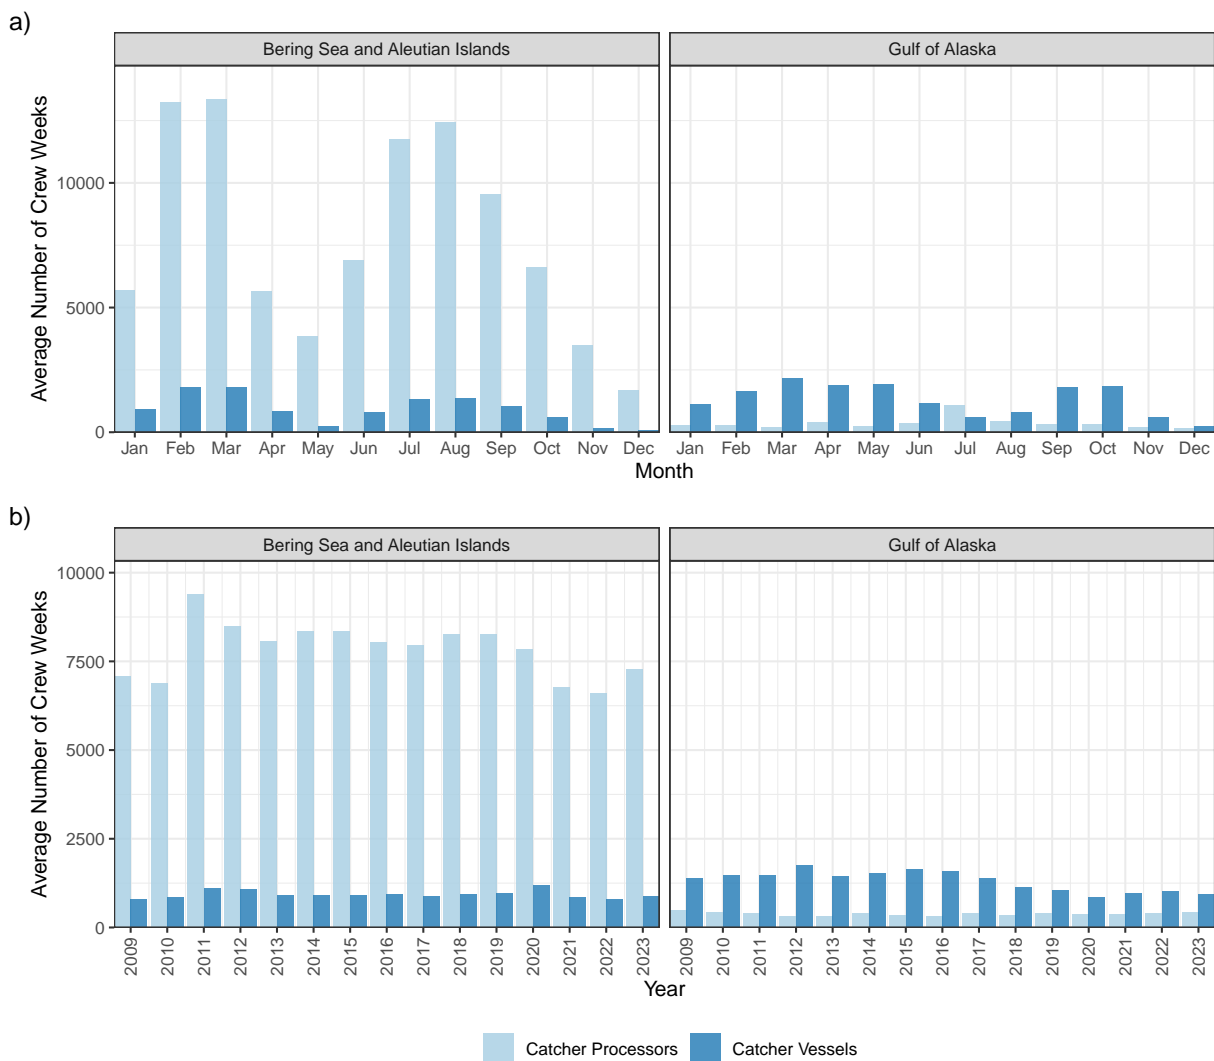 a)
Bering Sea and Aleutian Islands
Gulf of Alaska
Average Number of Crew Weeks
10000
5000
0
Jan Feb Mar Apr May Jun Jul Aug Sep Oct Nov Dec
Jan Feb Mar Apr May Jun Jul Aug Sep Oct Nov Dec
Month
b)
Bering Sea and Aleutian Islands
Gulf of Alaska
Average Number of Crew Weeks
10000
7500
5000
2500
0
2009 2010 2011 2012 2013 2014 2015 2016 2017 2018 2019 2020 2021 2022 2023
2009 2010 2011 2012 2013 2014 2015 2016 2017 2018 2019 2020 2021 2022 2023
Year
Catcher Processors
Catcher Vessels